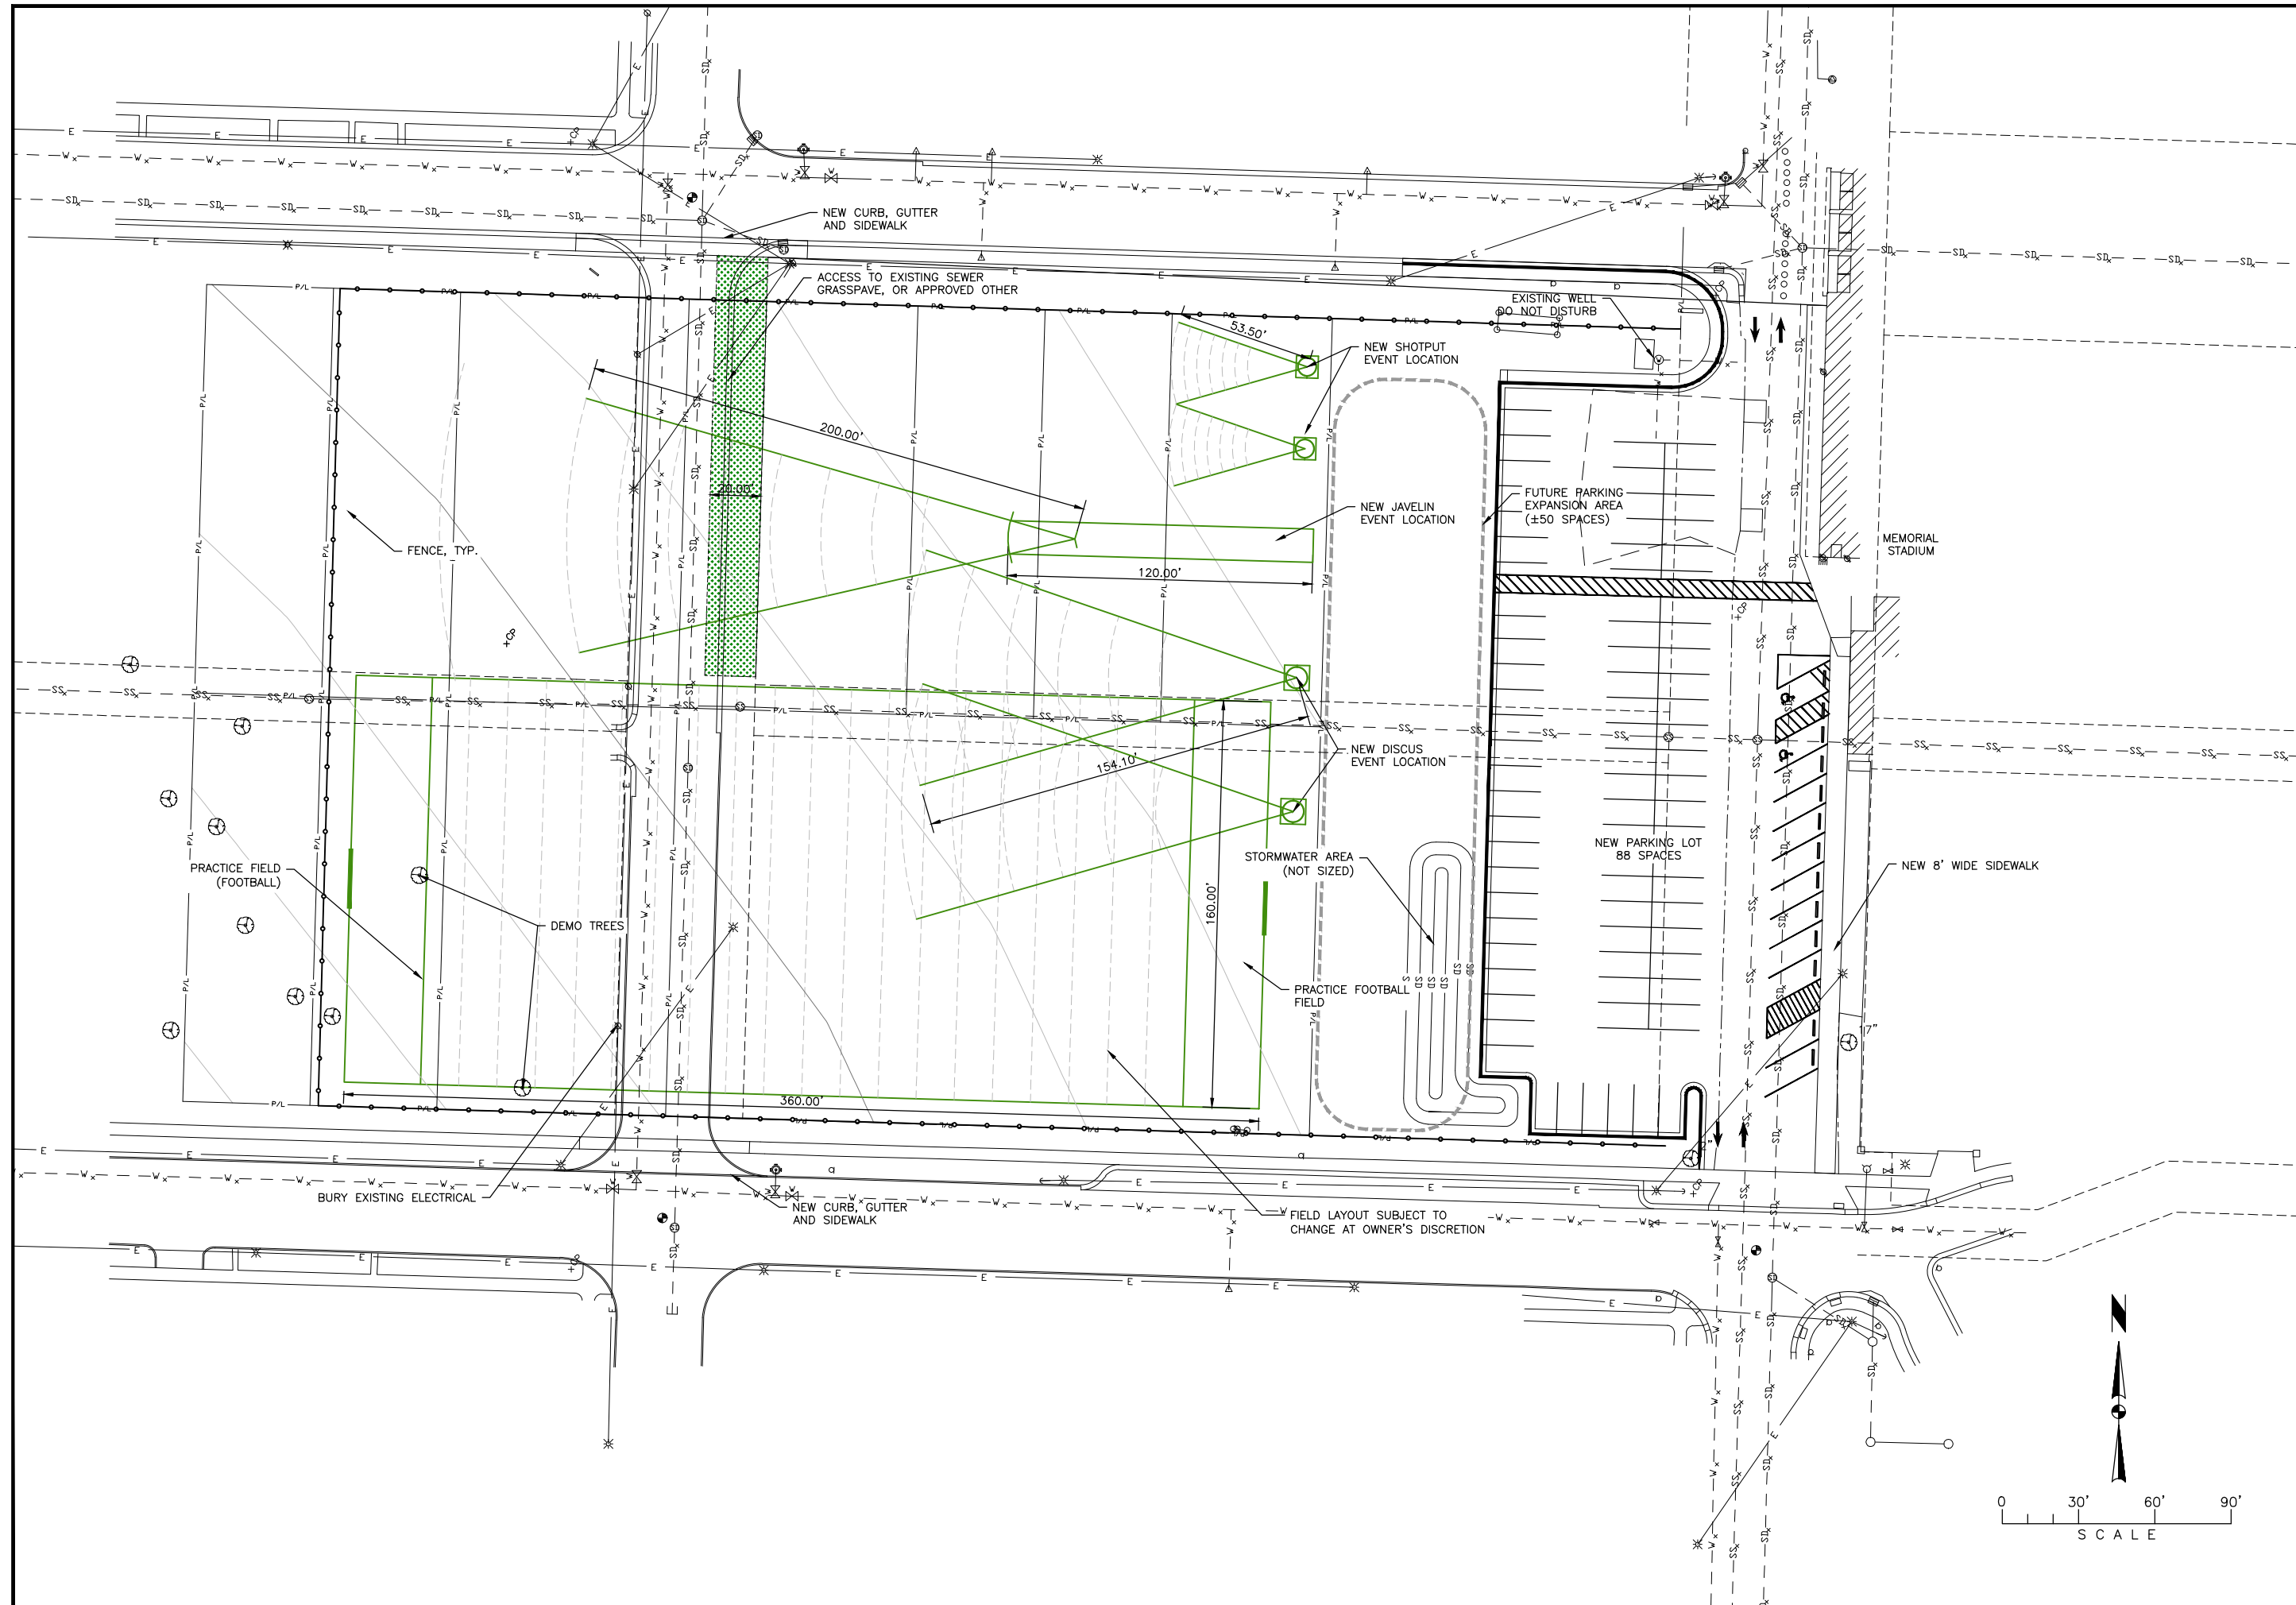 NEW CURB, GUTTER
AND SIDEWALK
ACCESS TO EXISTING SEWER
GRASSPAVE, OR APPROVED OTHER
EXISTING WELL
DO NOT DISTURB
53.50'
NEW SHOTPUT
EVENT LOCATION
200.00'
20.00'
NEW JAVELIN
EVENT LOCATION
FUTURE PARKING
EXPANSION AREA
(±50 SPACES)
FENCE, TYP.
MEMORIAL
STADIUM
120.00'
NEW DISCUS
EVENT LOCATION
154.10'
PRACTICE FIELD
(FOOTBALL)
STORMWATER AREA
(NOT SIZED)
NEW PARKING LOT
88 SPACES
NEW 8' WIDE SIDEWALK
DEMO TREES
160.00'
PRACTICE FOOTBALL
FIELD
17"
360.00'
BURY EXISTING ELECTRICAL
NEW CURB, GUTTER
AND SIDEWALK
FIELD LAYOUT SUBJECT TO
CHANGE AT OWNER'S DISCRETION
N
0 30' 60' 90'
SCALE